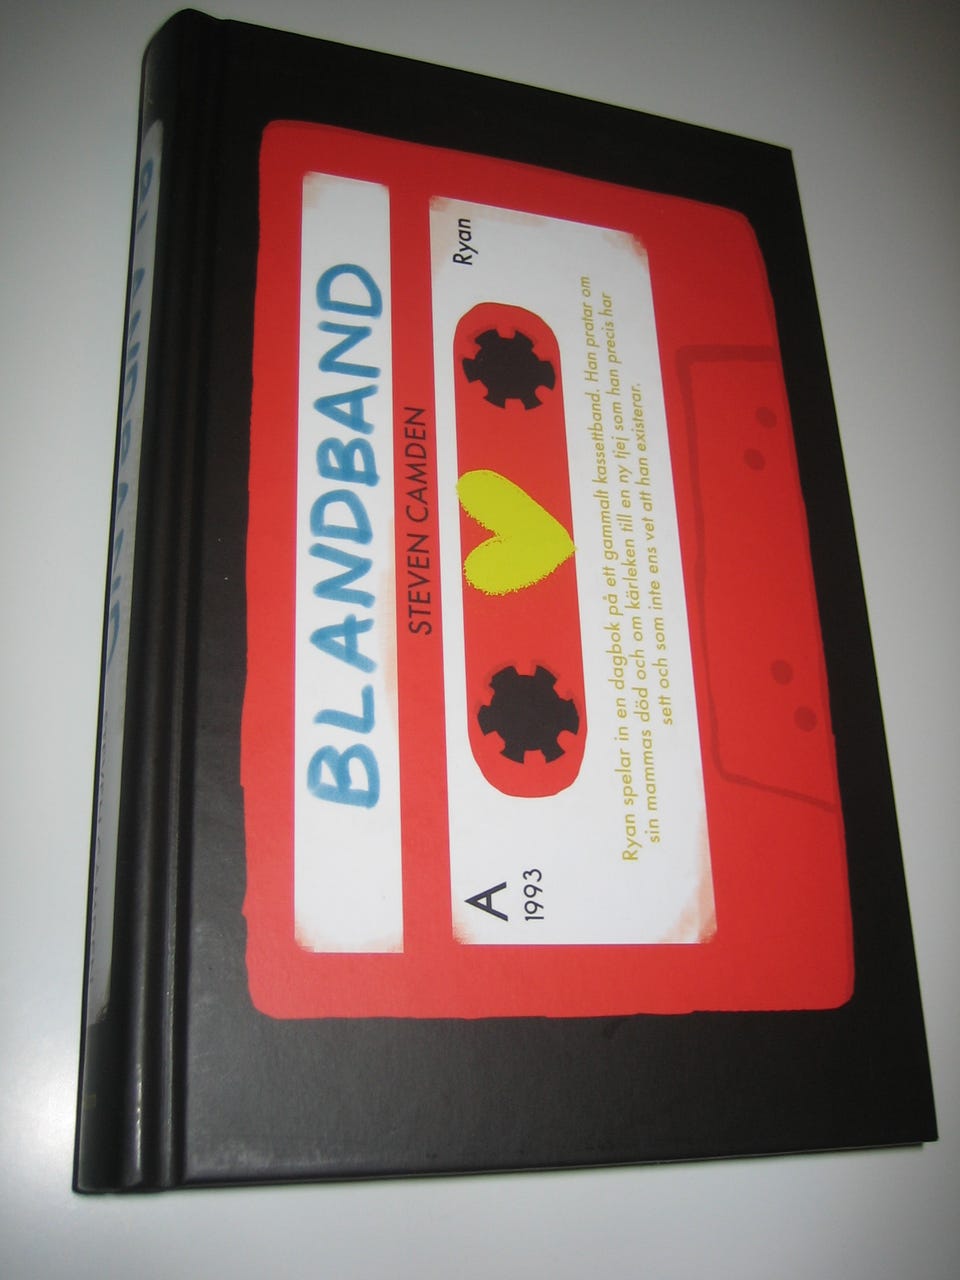 BLANDBAND
STEVEN CAMDEN
Ryan
A
1993
Ryan spelar in en dagbok på ett gammalt kassettband. Han pratar om
sin mammas död och om kärleken till en ny tjej som han precis har
sett och som inte ens vet att han existerar.
BLANDBAND